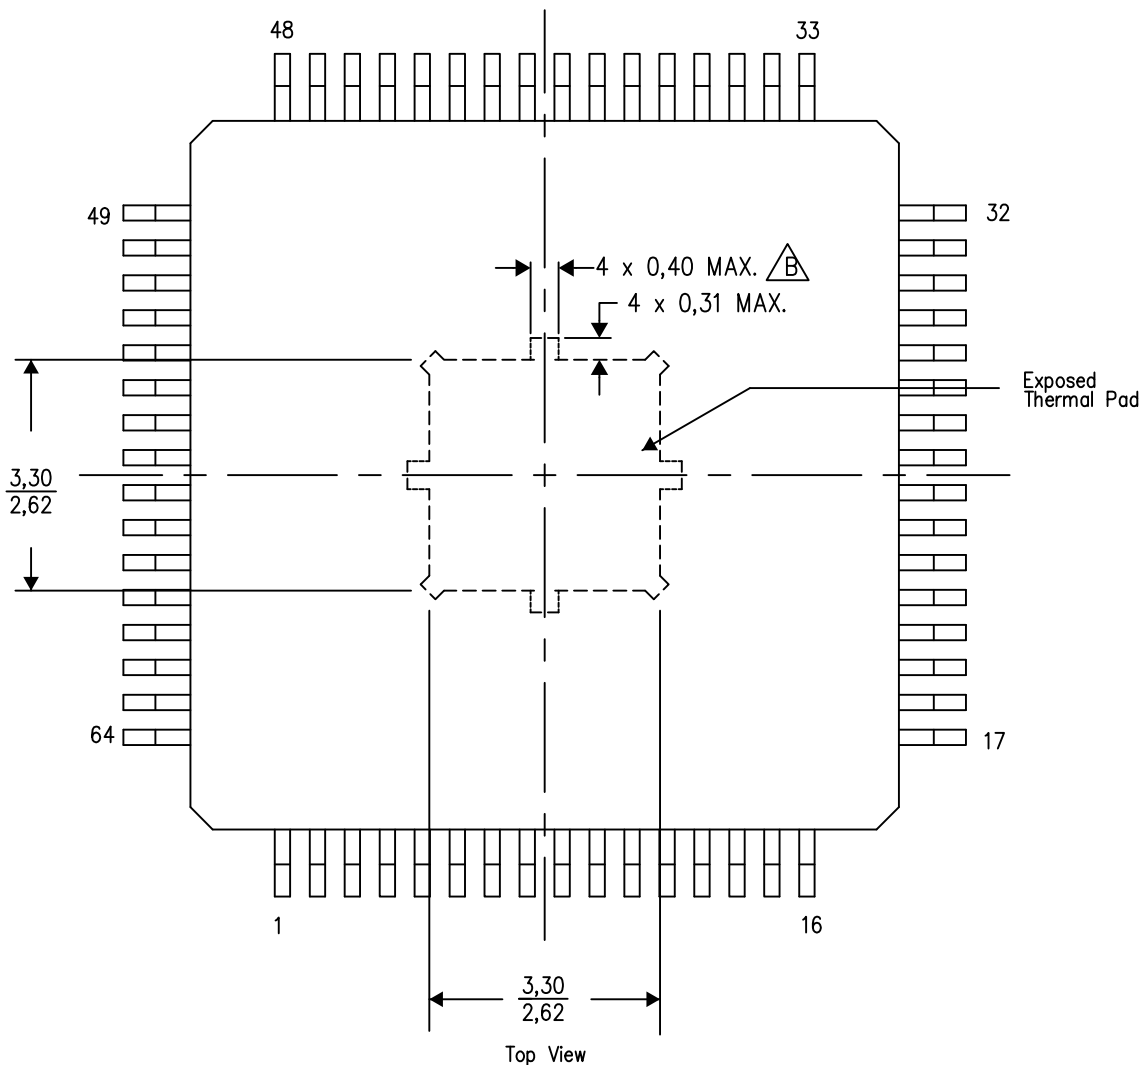 48
33
49
32
4 x 0,40 MAX. B
4 x 0,31 MAX.
Exposed
Thermal Pad
3,30
2,62
64
17
1
16
3,30
2,62
Top View